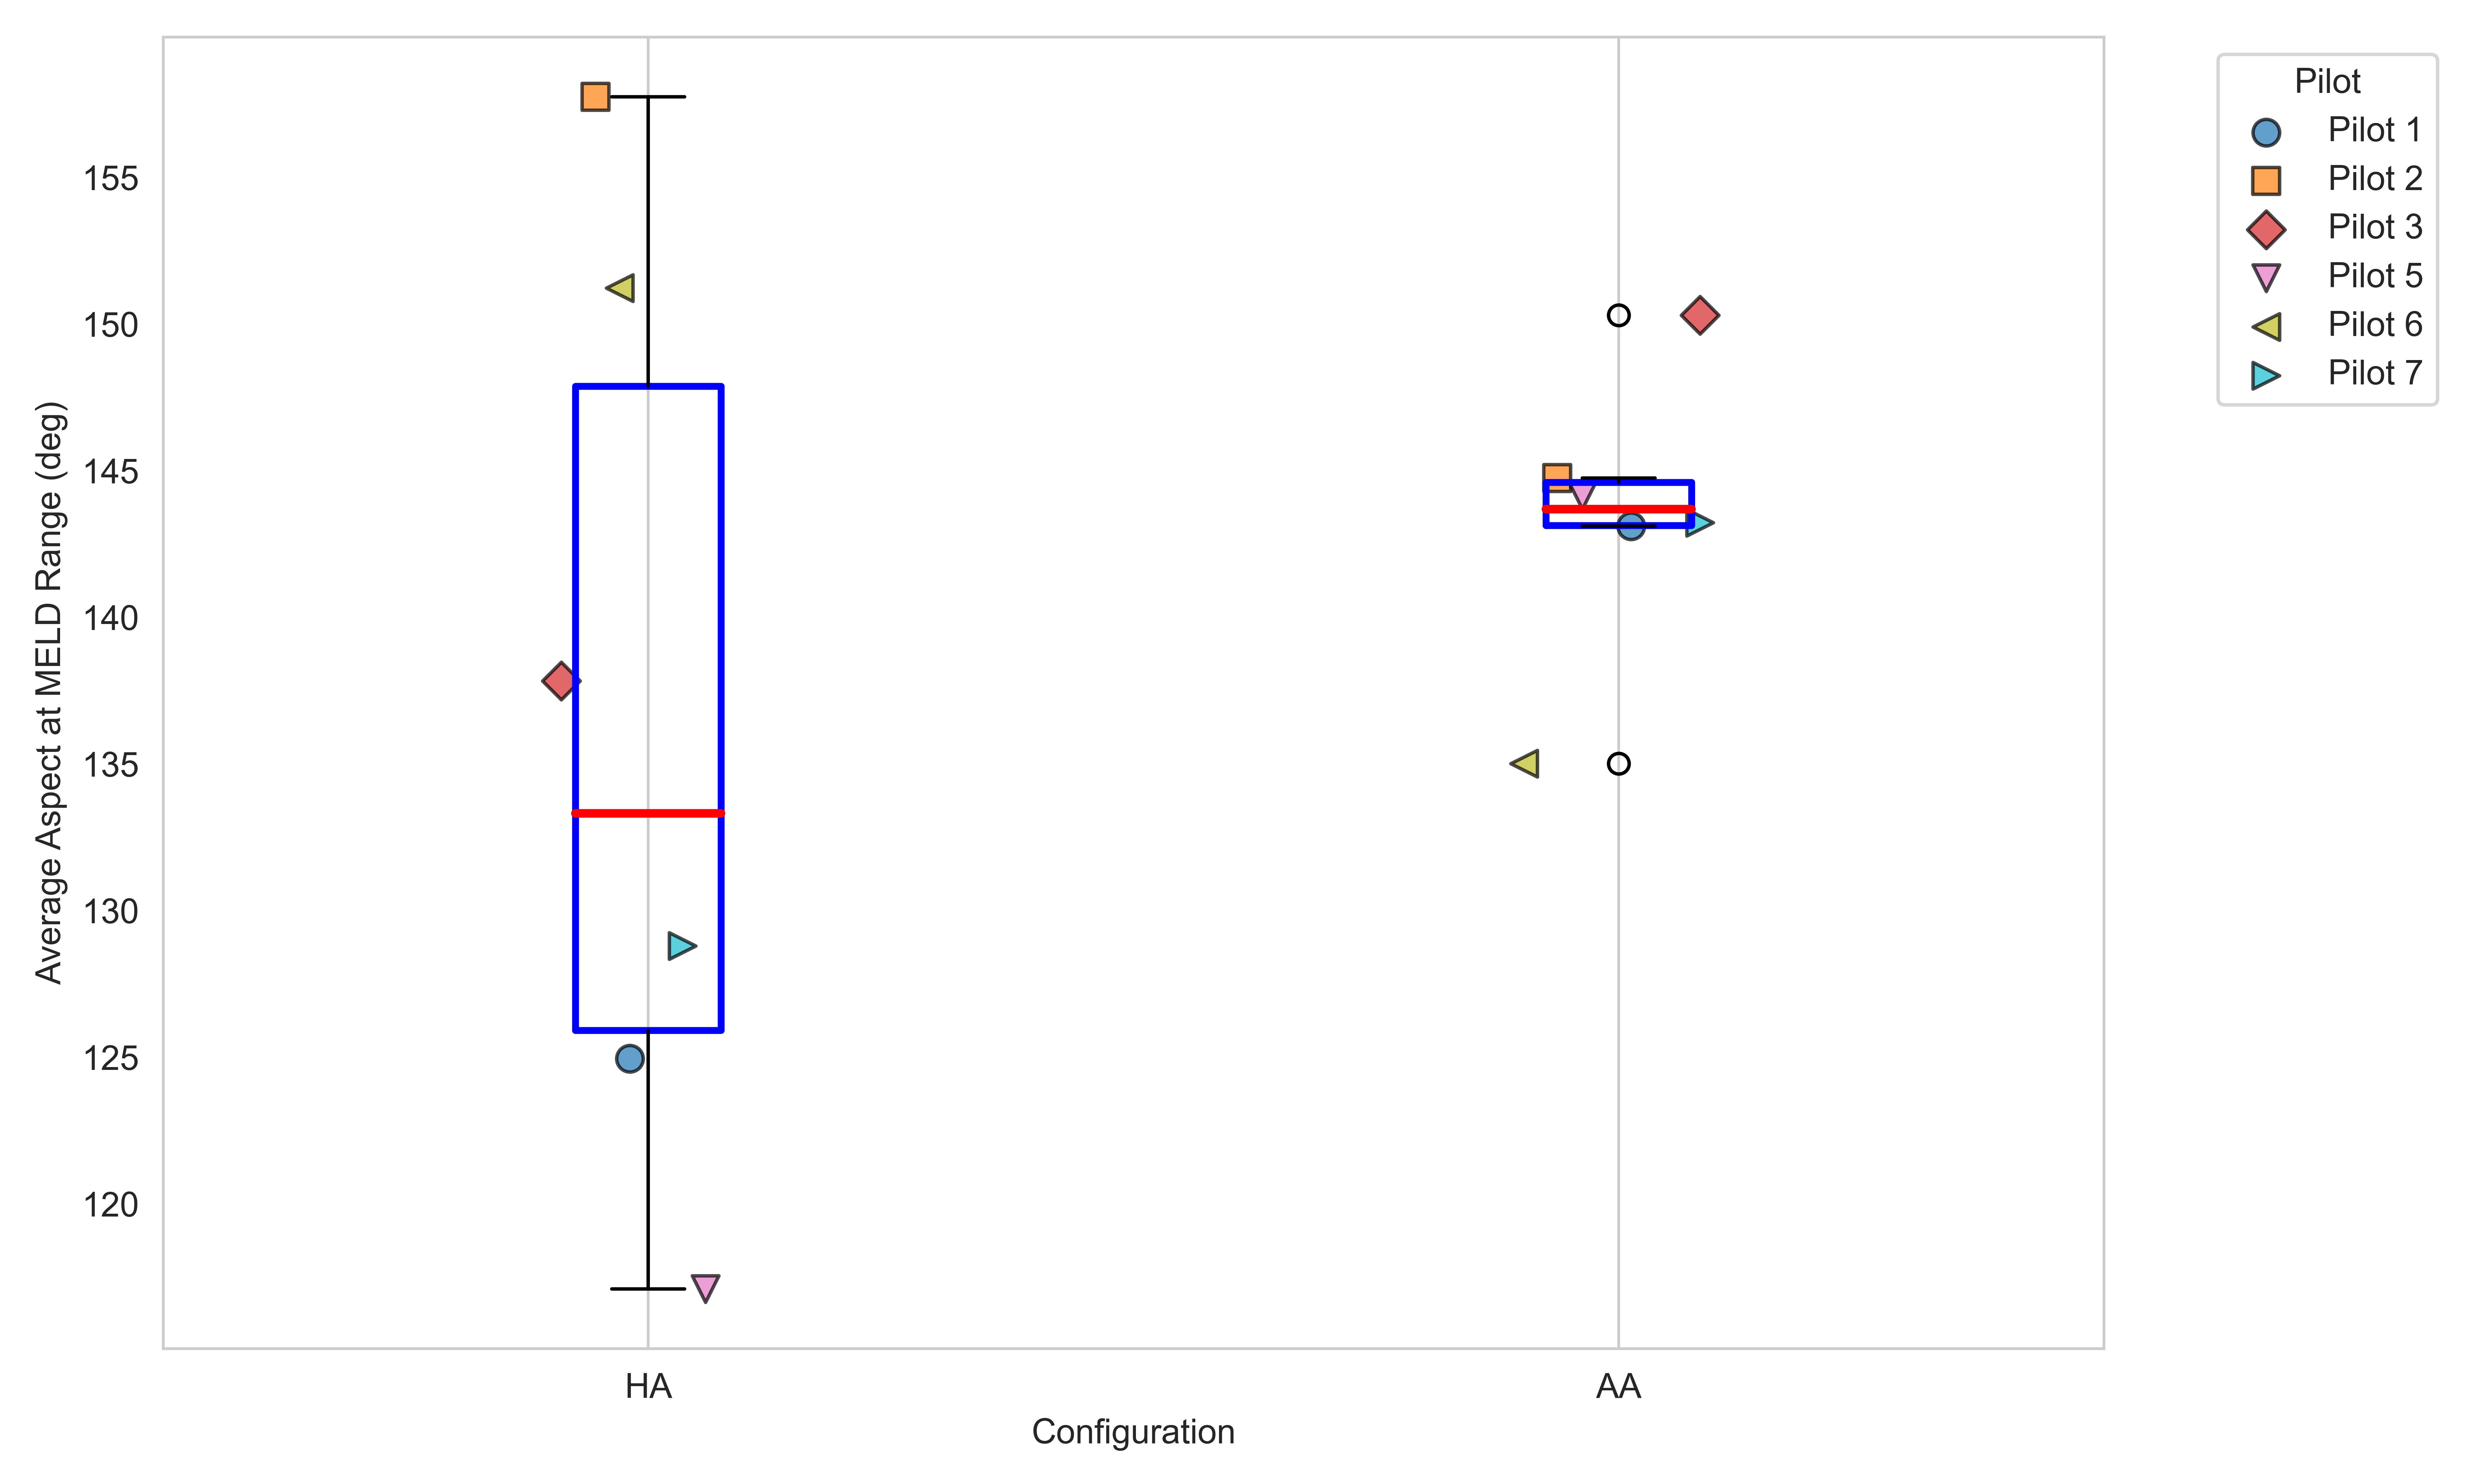 Average Aspect at MELD Range (deg)
155
150
145
140
135
130
125
120
HA
AA
Configuration
Pilot
Pilot 1
Pilot 2
Pilot 3
Pilot 5
Pilot 6
Pilot 7